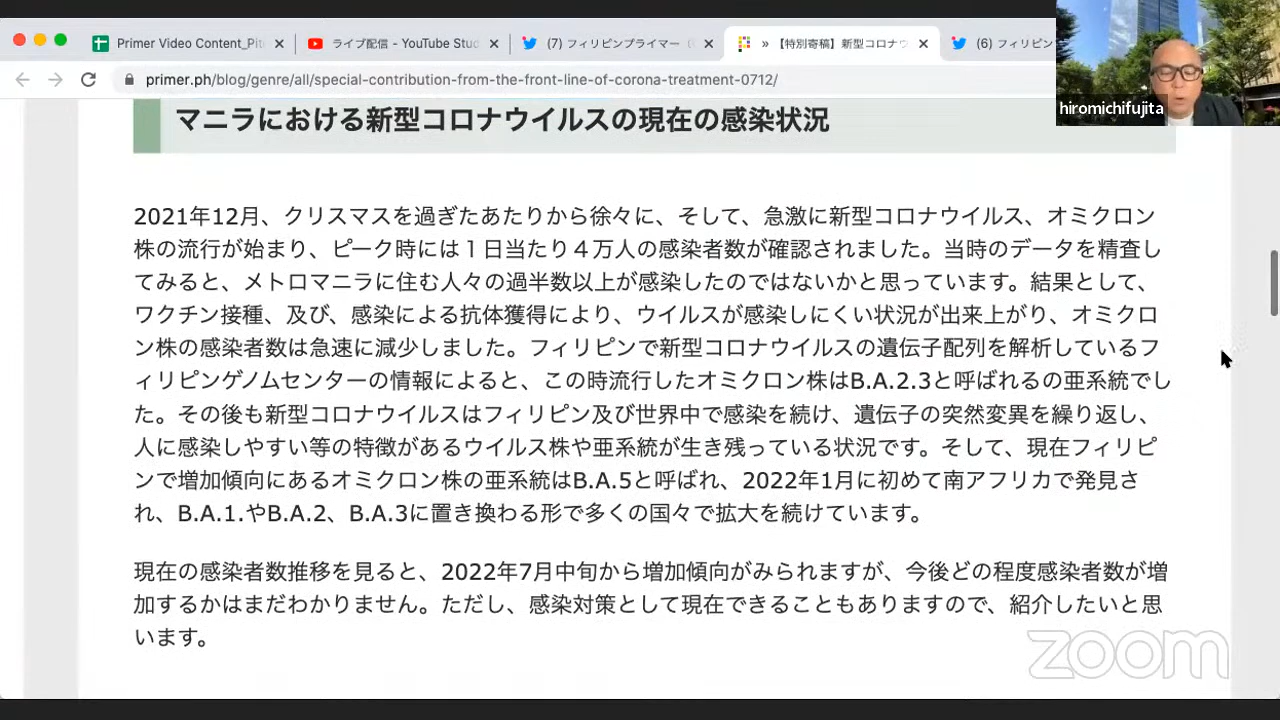 Primer Video Content_Pit
ライブ配信 - YouTube Stud
(7) フィリピンプライマー（
» 【特別寄稿】新型コロナウ
(6) フィリピン
primer.ph/blog/genre/all/special-contribution-from-the-front-line-of-corona-treatment-0712/
hiromichifujita
マニラにおける新型コロナウイルスの現在の感染状況
2021年12月、クリスマスを過ぎたあたりから徐々に、そして、急激に新型コロナウイルス、オミクロン
株の流行が始まり、ピーク時には１日当たり４万人の感染者数が確認されました。当時のデータを精査し
てみると、メトロマニラに住む人々の過半数以上が感染したのではないかと思っています。結果として、
ワクチン接種、及び、感染による抗体獲得により、ウイルスが感染しにくい状況が出来上がり、オミクロ
ン株の感染者数は急速に減少しました。フィリピンで新型コロナウイルスの遺伝子配列を解析しているフ
ィリピンゲノムセンターの情報によると、この時流行したオミクロン株はB.A.2.3と呼ばれるの亜系統でし
た。その後も新型コロナウイルスはフィリピン及び世界中で感染を続け、遺伝子の突然変異を繰り返し、
人に感染しやすい等の特徴があるウイルス株や亜系統が生き残っている状況です。そして、現在フィリピ
ンで増加傾向にあるオミクロン株の亜系統はB.A.5と呼ばれ、2022年1月に初めて南アフリカで発見さ
れ、B.A.1.やB.A.2、B.A.3に置き換わる形で多くの国々で拡大を続けています。
現在の感染者数推移を見ると、2022年7月中旬から増加傾向がみられますが、今後どの程度感染者数が増
加するかはまだわかりません。ただし、感染対策として現在できることもありますので、紹介したいと思
います。
zoom